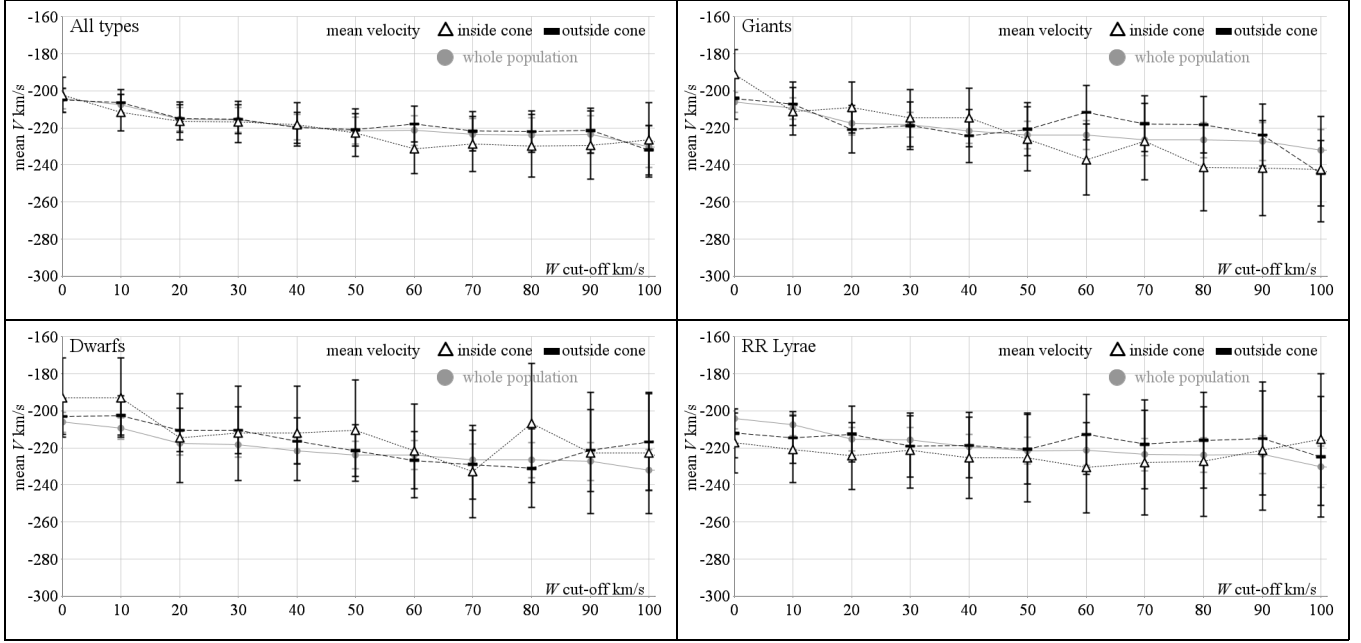 All types
mean velocity inside cone outside cone
whole population
mean V km/s
-160
-180
-200
-220
-240
-260
-280
-300
W cut-off km/s
0 10 20 30 40 50 60 70 80 90 100
Giants
mean velocity inside cone outside cone
whole population
mean V km/s
-160
-180
-200
-220
-240
-260
-280
-300
W cut-off km/s
0 10 20 30 40 50 60 70 80 90 100
Dwarfs
mean velocity inside cone outside cone
whole population
mean V km/s
-160
-180
-200
-220
-240
-260
-280
-300
W cut-off km/s
0 10 20 30 40 50 60 70 80 90 100
RR Lyrae
mean velocity inside cone outside cone
whole population
mean V km/s
-160
-180
-200
-220
-240
-260
-280
-300
W cut-off km/s
0 10 20 30 40 50 60 70 80 90 100